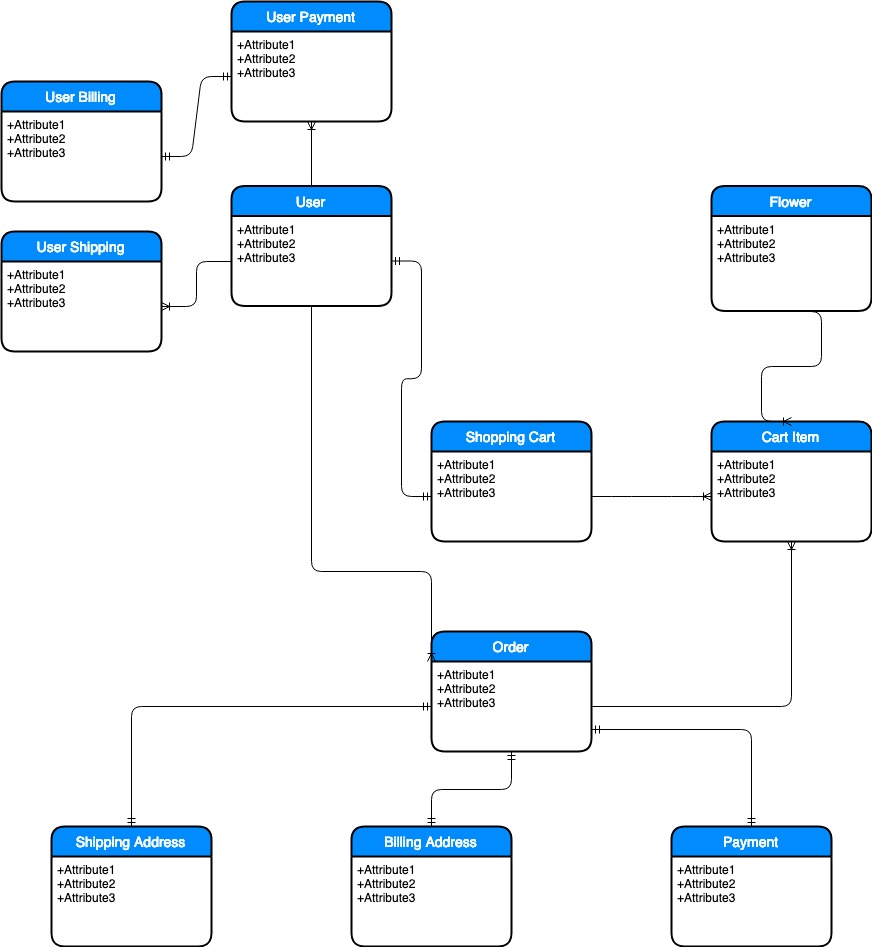 User Payment
+Attribute1
+Attribute2
+Attribute3
User Billing
+Attribute1
+Attribute2
+Attribute3
User
+Attribute1
+Attribute2
+Attribute3
Flower
+Attribute1
+Attribute2
+Attribute3
User Shipping
+Attribute1
+Attribute2
+Attribute3
Shopping Cart
+Attribute1
+Attribute2
+Attribute3
Cart Item
+Attribute1
+Attribute2
+Attribute3
Order
+Attribute1
+Attribute2
+Attribute3
Shipping Address
+Attribute1
+Attribute2
+Attribute3
Billing Address
+Attribute1
+Attribute2
+Attribute3
Payment
+Attribute1
+Attribute2
+Attribute3